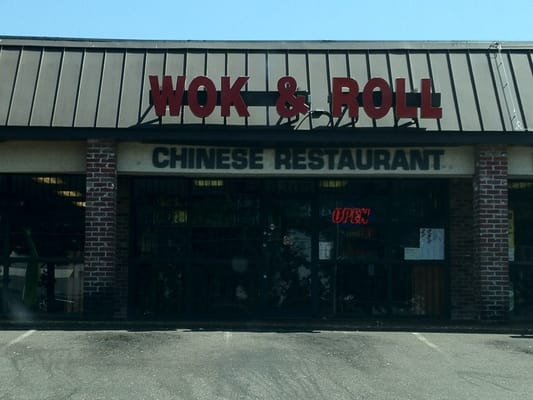 WOK & ROLL
CHINESE RESTAURANT
OPEN